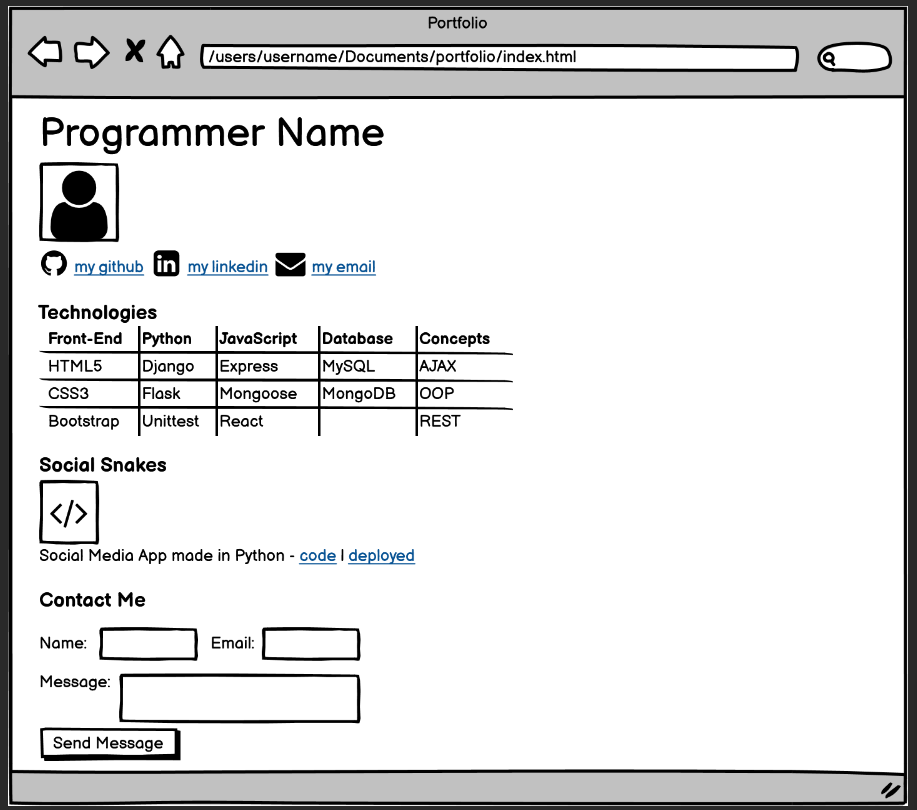 Portfolio
/users/username/Documents/portfolio/index.html
Programmer Name
my github in my linkedin my email
Technologies
Front-End Python JavaScript Database Concepts
HTML5 Django Express MySQL AJAX
CSS3 Flask Mongoose MongoDB OOP
Bootstrap Unittest React REST
Social Snakes
</>
Social Media App made in Python - code | deployed
Contact Me
Name: Email:
Message:
Send Message